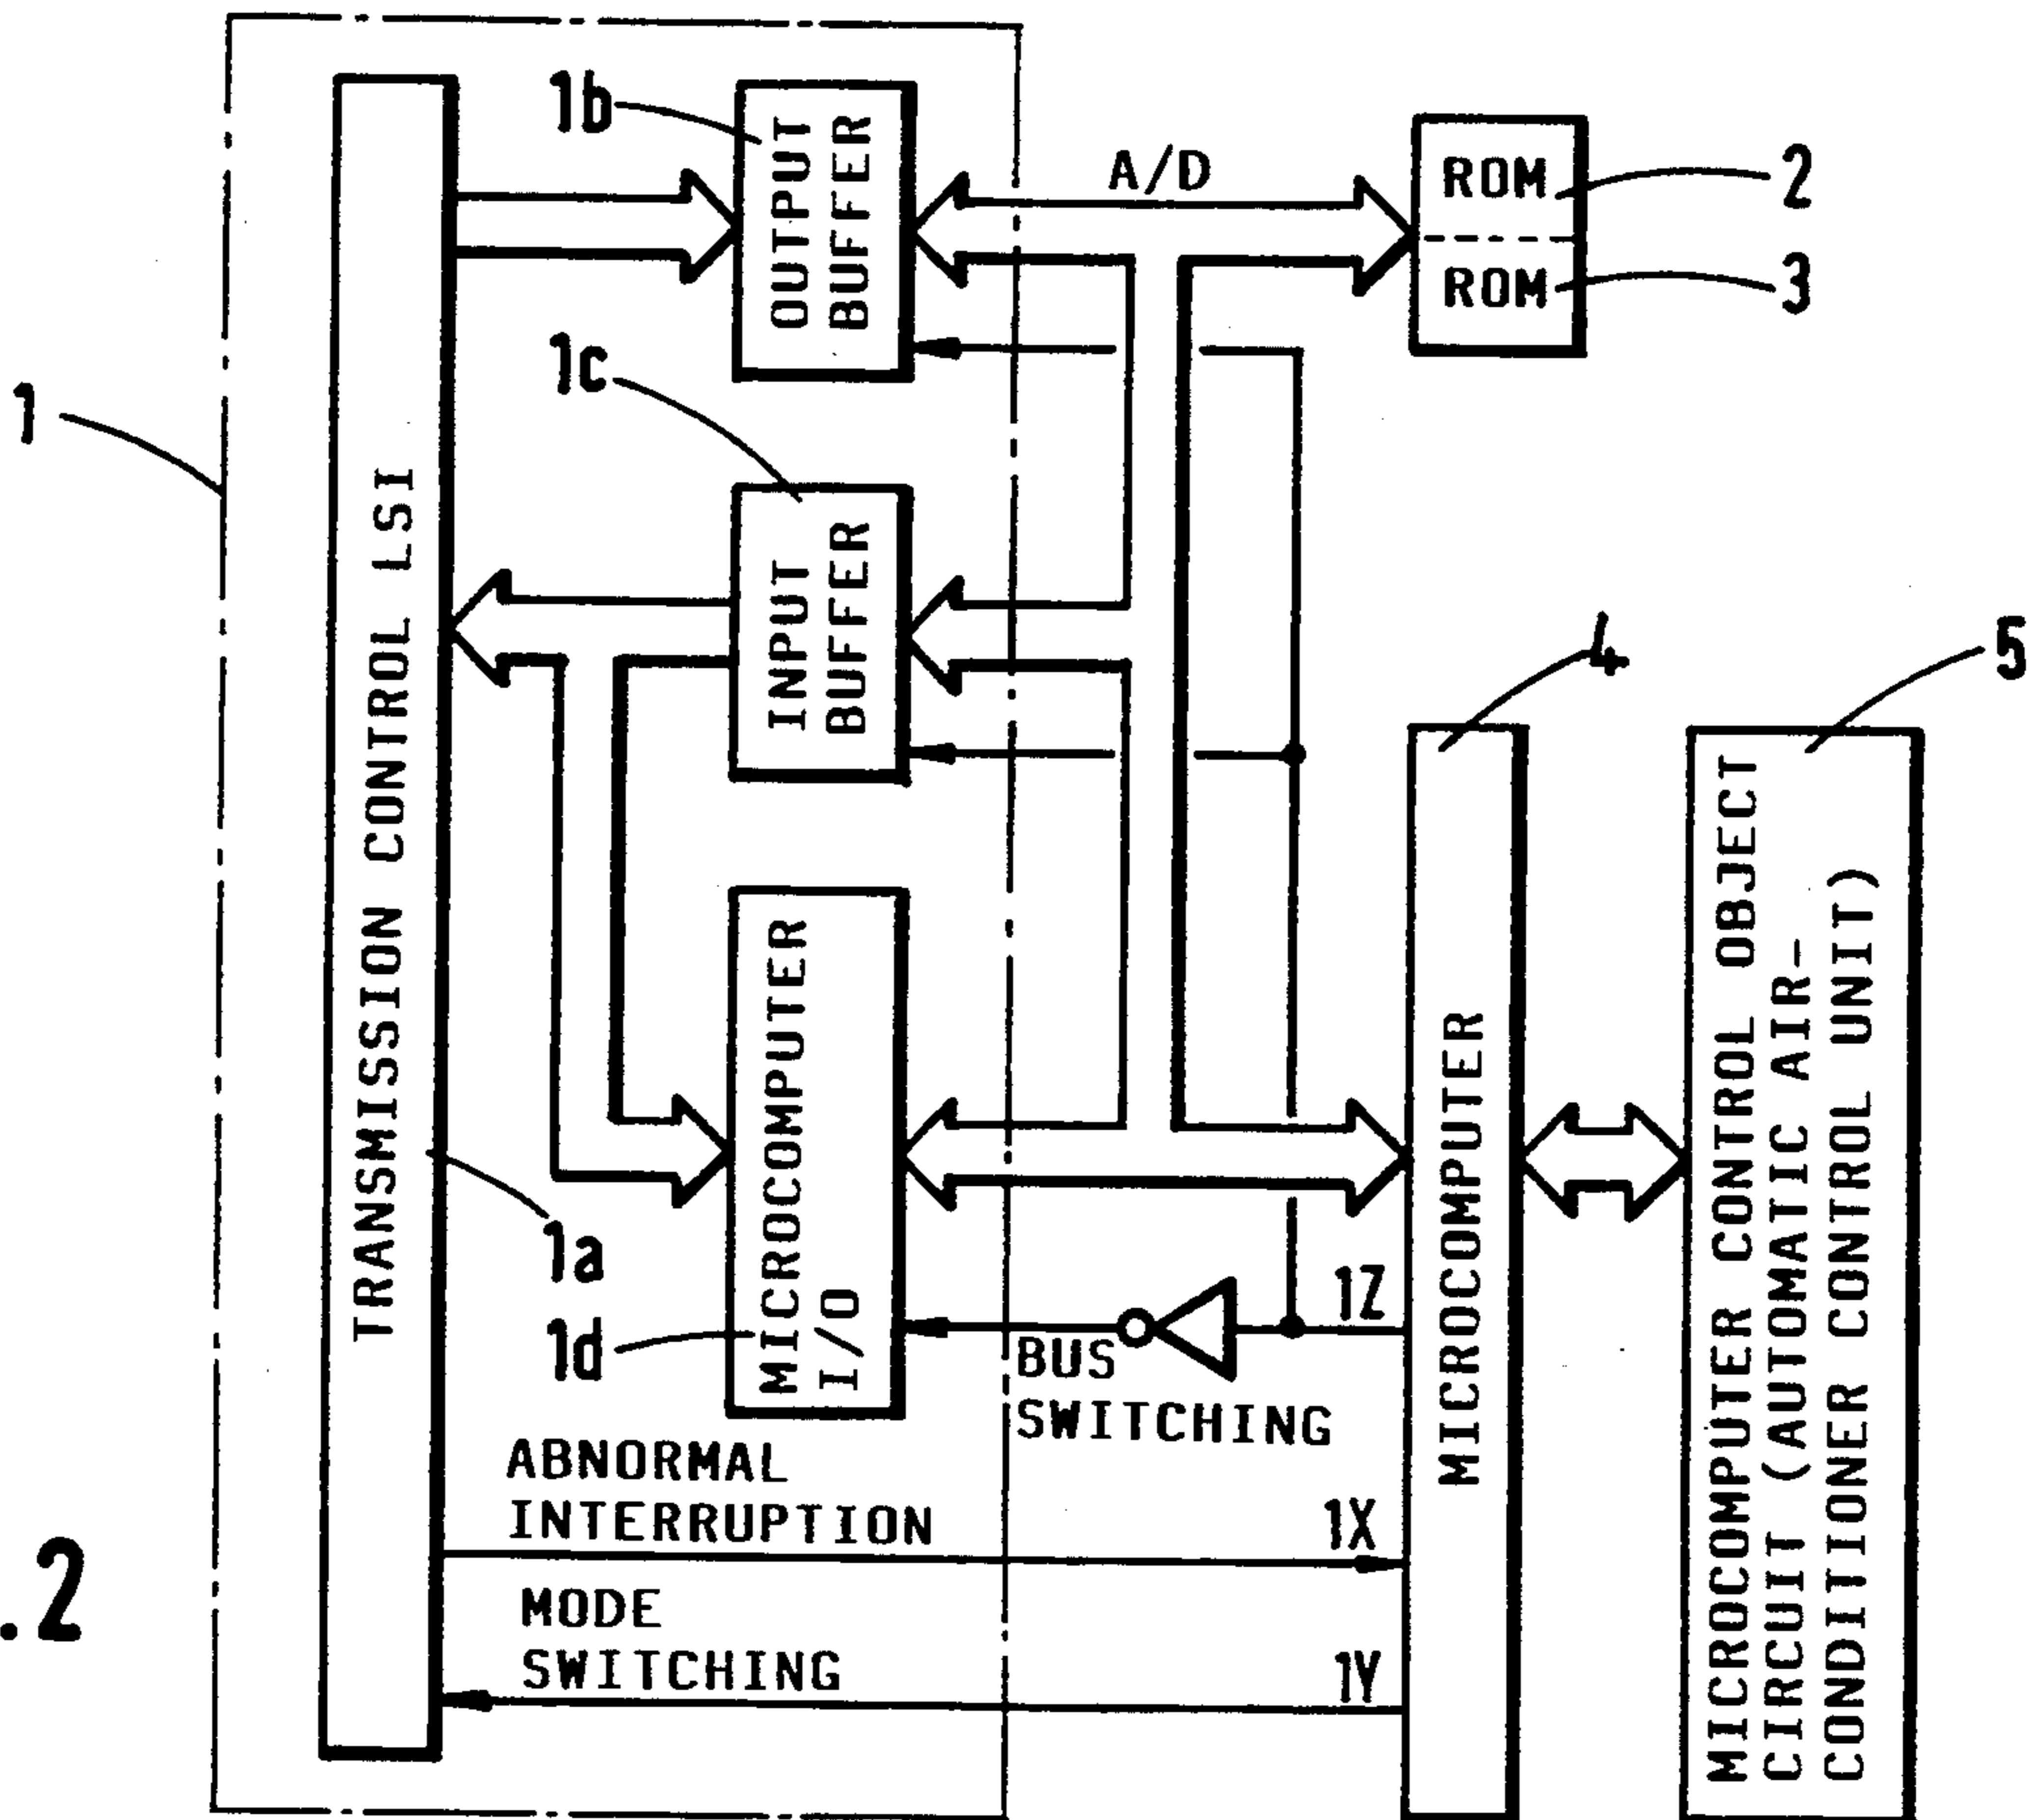 1b
OUTPUT
BUFFER
A/D
ROM
2
ROM
3
1c
1
INPUT
BUFFER
TRANSMISSION CONTROL LSI
4
5
MICROCOMPUTER
I/O
MICROCOMPUTER
MICROCOMPUTER CONTROL OBJECT
CIRCUIT (AUTOMATIC AIR-
CONDITIONER CONTROL UNIT)
1a
1d
1Z
BUS
SWITCHING
ABNORMAL
INTERRUPTION
1X
MODE
SWITCHING
1Y
.2